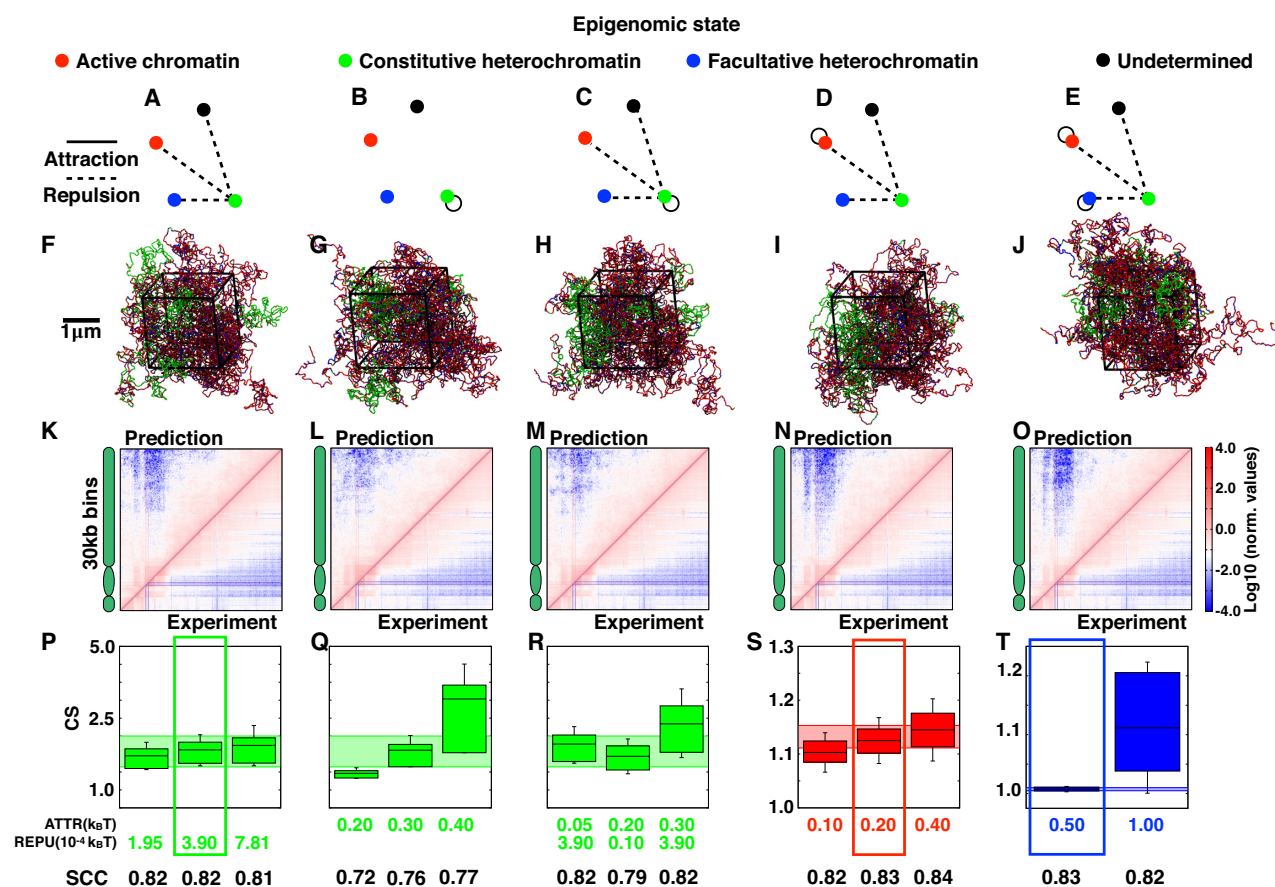 Epigenomic state
Active chromatin
Constitutive heterochromatin
Facultative heterochromatin
Undetermined
A
B
C
D
E
Attraction
Repulsion
F
G
H
I
J
1μm
K
Prediction
L
Prediction
M
Prediction
N
Prediction
O
Prediction
30kb bins
4.0
2.0
0.0
-2.0
-4.0
Log10 (norm. values)
Experiment
Experiment
Experiment
Experiment
Experiment
P
5.0
2.5
1.0
CS
Q
R
S
1.3
1.2
1.1
1.0
T
1.2
1.1
1.0
ATTR(kBT)
0.20 0.30 0.40
0.05 0.20 0.30
0.10 0.20 0.40
0.50 1.00
REPU(10⁻⁴ kBT)
1.95 3.90 7.81
3.90 0.10 3.90
SCC
0.82 0.82 0.81
0.72 0.76 0.77
0.82 0.79 0.82
0.82 0.83 0.84
0.83 0.82